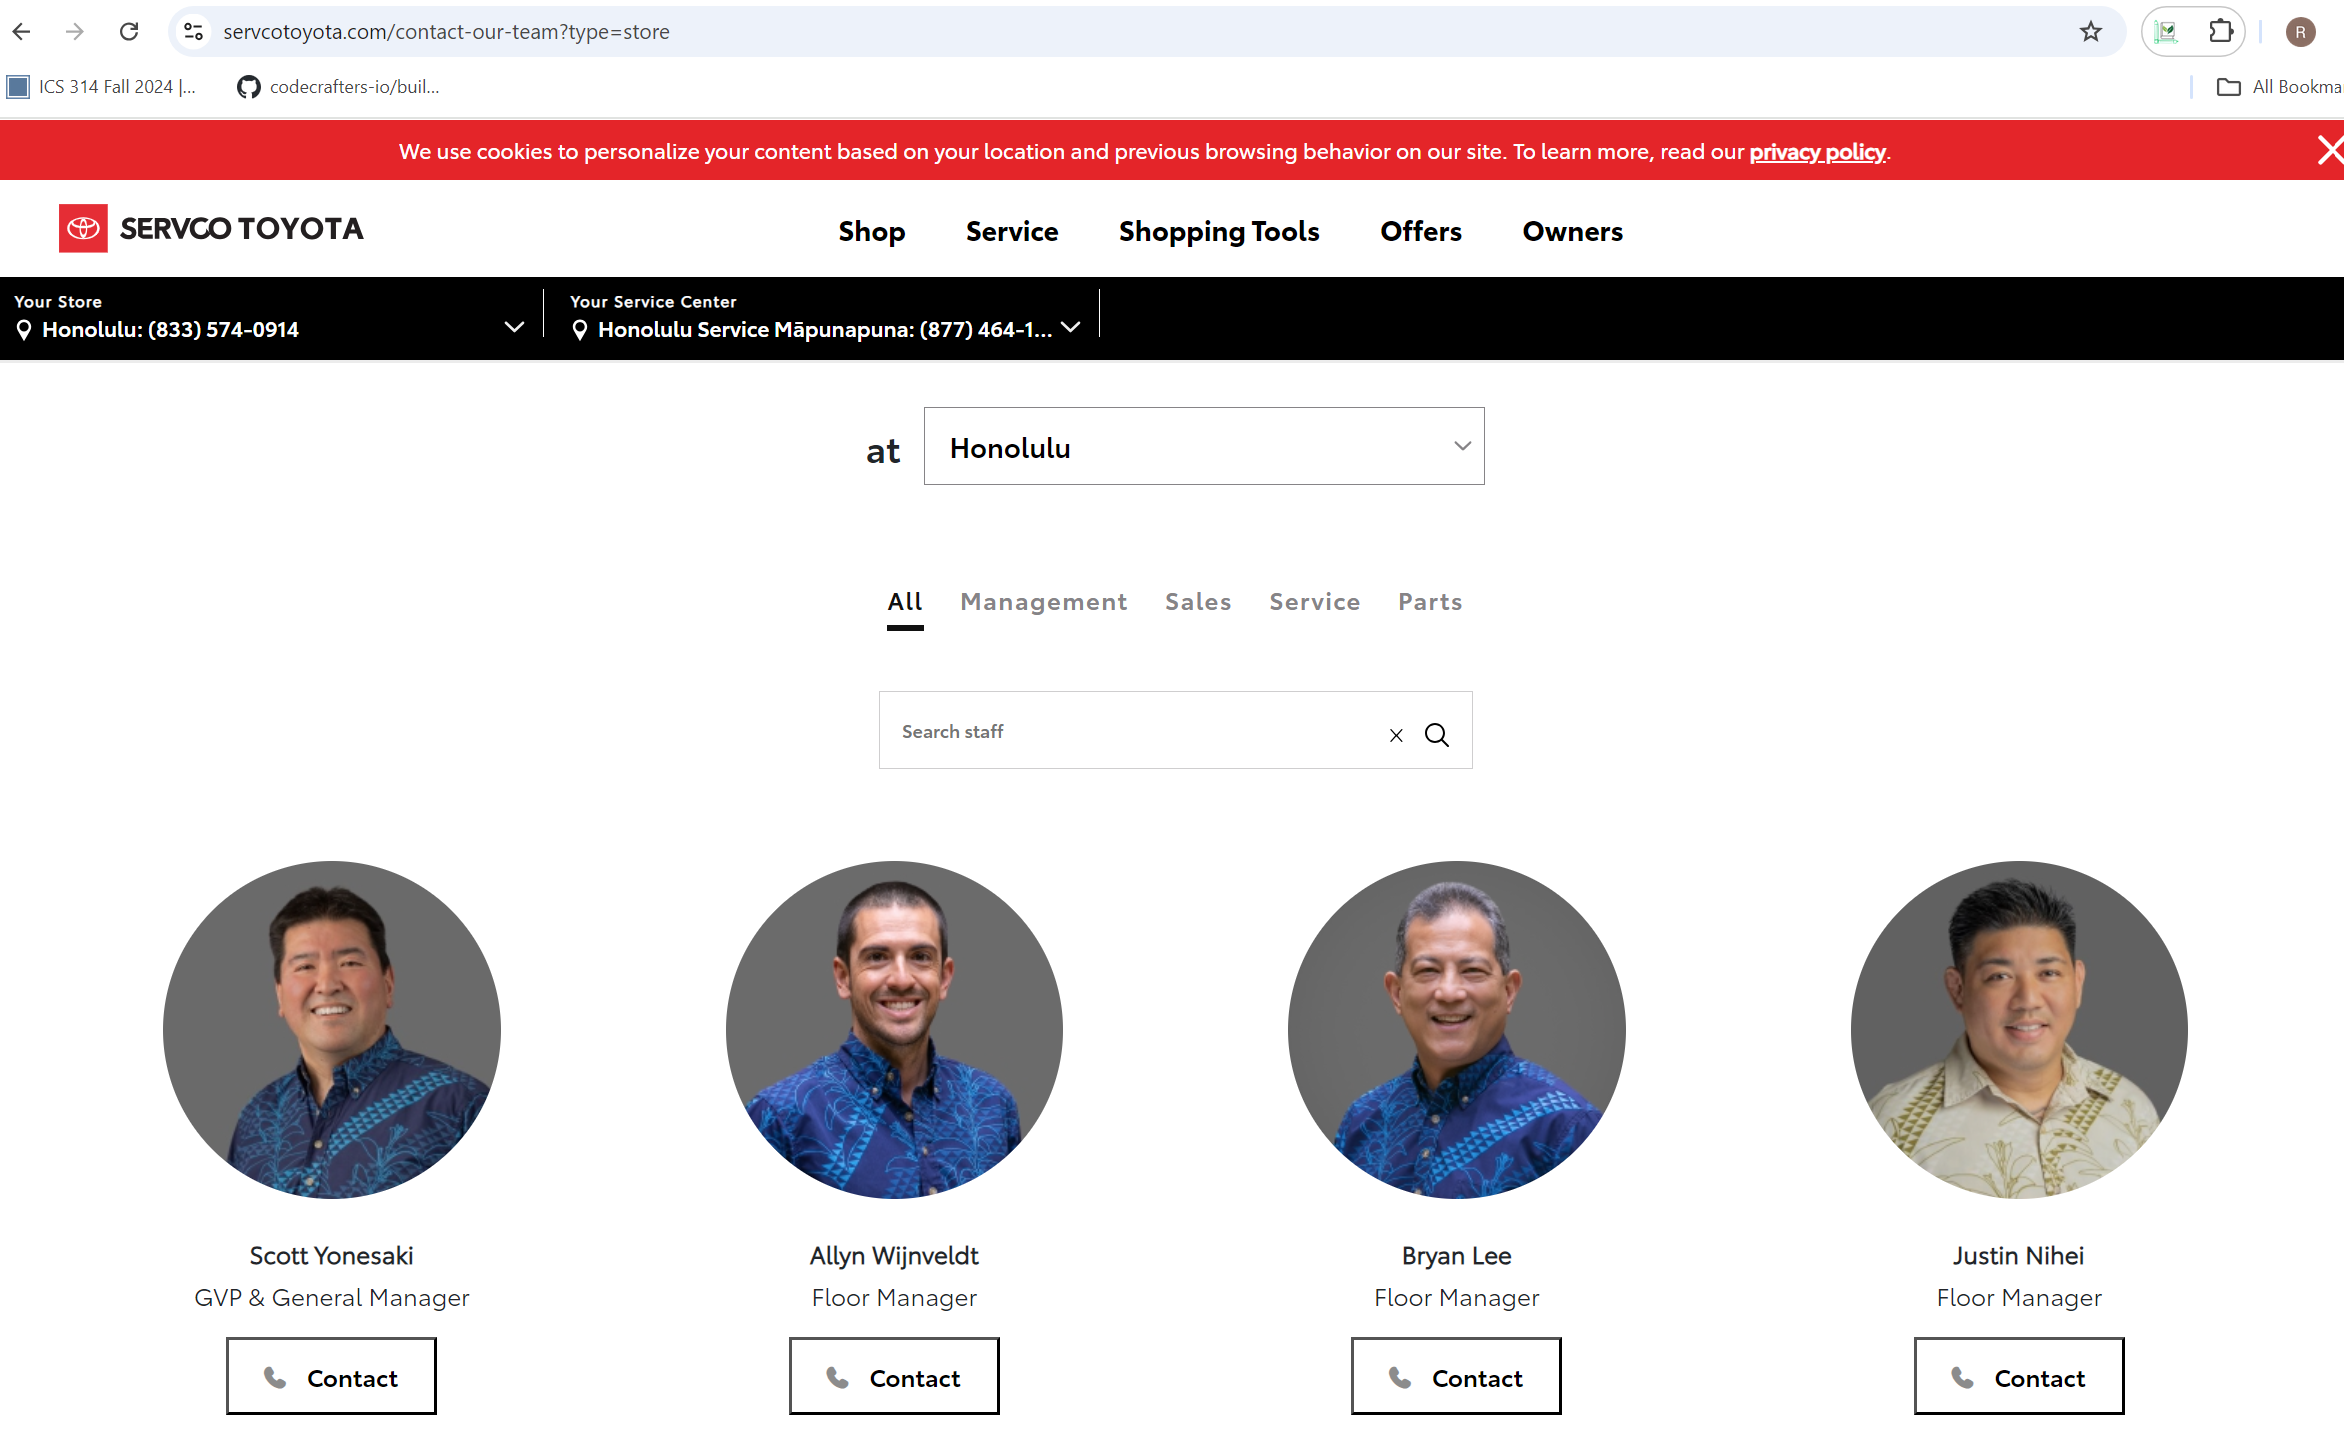 servcotoyota.com/contact-our-team?type=store
R
ICS 314 Fall 2024 |...
codecrafters-io/buil...
All Bookma
We use cookies to personalize your content based on your location and previous browsing behavior on our site. To learn more, read our privacy policy.
SERVCO TOYOTA
Shop Service Shopping Tools Offers Owners
Your Store
Honolulu: (833) 574-0914
Your Service Center
Honolulu Service Māpunapuna: (877) 464-1...
at Honolulu
All Management Sales Service Parts
Search staff
Scott Yonesaki
GVP & General Manager
Contact
Allyn Wijnveldt
Floor Manager
Contact
Bryan Lee
Floor Manager
Contact
Justin Nihei
Floor Manager
Contact